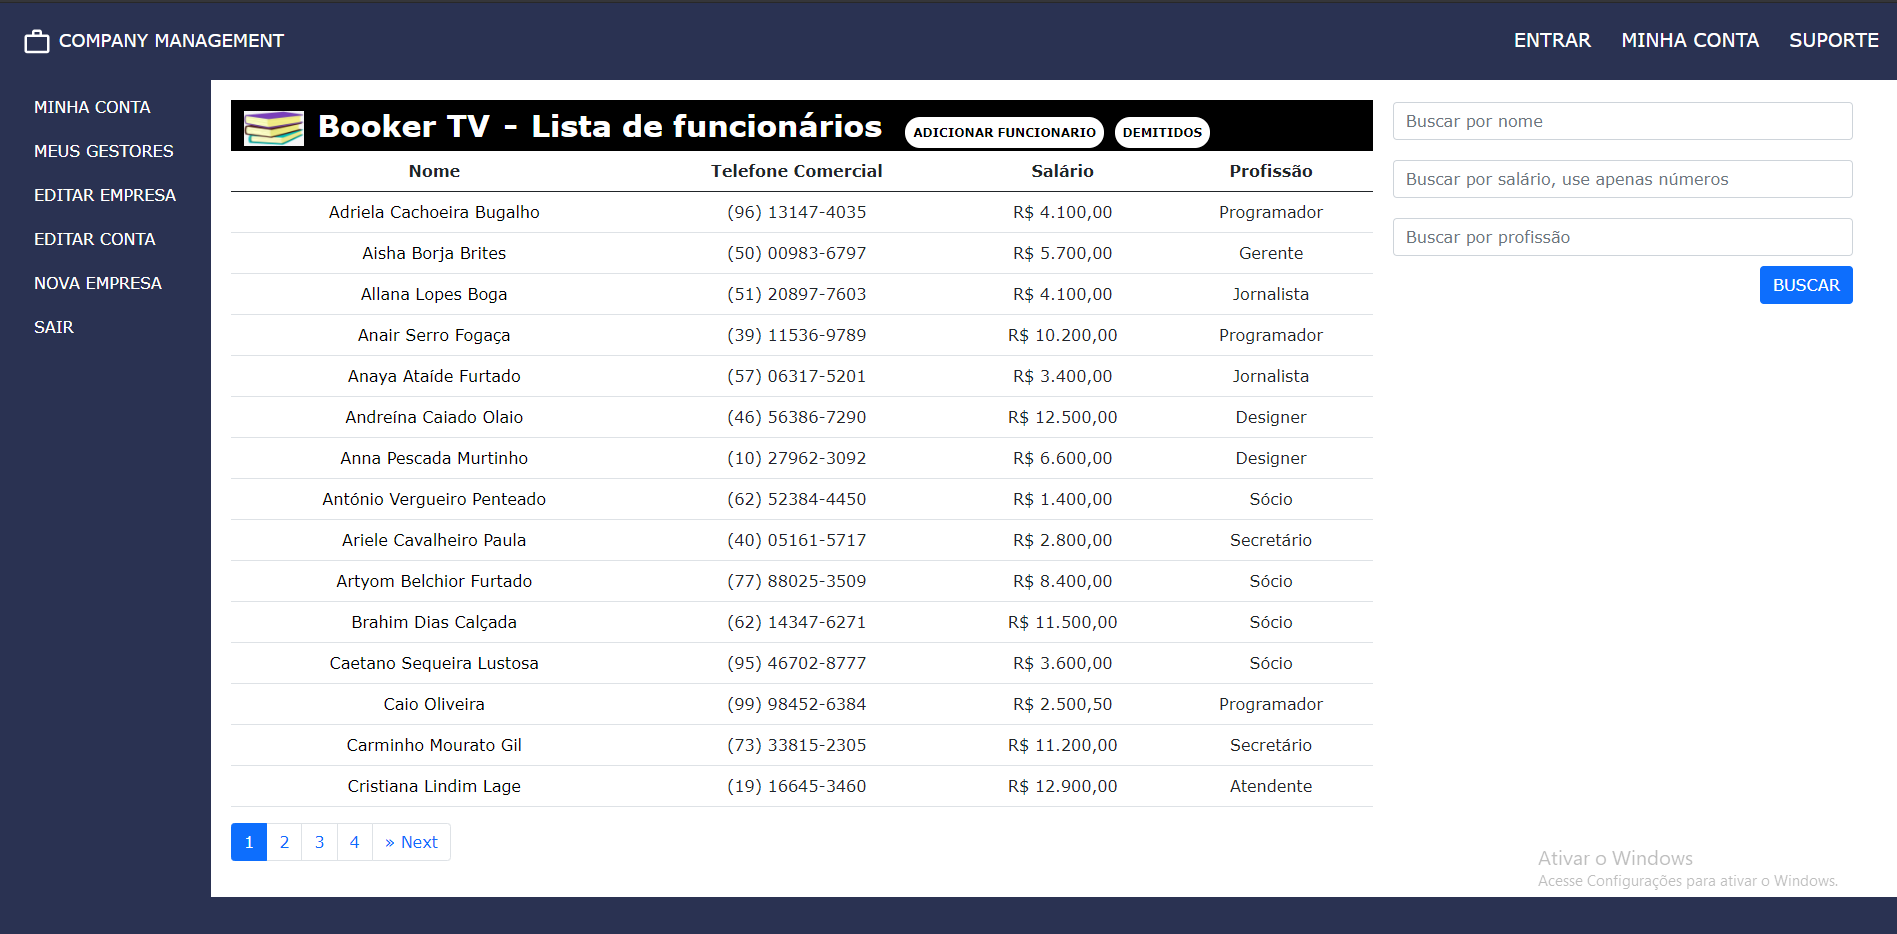 COMPANY MANAGEMENT
ENTRAR MINHA CONTA SUPORTE
MINHA CONTA
MEUS GESTORES
EDITAR EMPRESA
EDITAR CONTA
NOVA EMPRESA
SAIR
Booker TV - Lista de funcionários ADICIONAR FUNCIONARIO DEMITIDOS
Nome Telefone Comercial Salário Profissão
Adriela Cachoeira Bugalho (96) 13147-4035 R$ 4.100,00 Programador
Aisha Borja Brites (50) 00983-6797 R$ 5.700,00 Gerente
Allana Lopes Boga (51) 20897-7603 R$ 4.100,00 Jornalista
Anair Serro Fogaça (39) 11536-9789 R$ 10.200,00 Programador
Anaya Ataíde Furtado (57) 06317-5201 R$ 3.400,00 Jornalista
Andreína Caiado Olaio (46) 56386-7290 R$ 12.500,00 Designer
Anna Pescada Murtinho (10) 27962-3092 R$ 6.600,00 Designer
António Vergueiro Penteado (62) 52384-4450 R$ 1.400,00 Sócio
Ariele Cavalheiro Paula (40) 05161-5717 R$ 2.800,00 Secretário
Artyom Belchior Furtado (77) 88025-3509 R$ 8.400,00 Sócio
Brahim Dias Calçada (62) 14347-6271 R$ 11.500,00 Sócio
Caetano Sequeira Lustosa (95) 46702-8777 R$ 3.600,00 Sócio
Caio Oliveira (99) 98452-6384 R$ 2.500,50 Programador
Carminho Mourato Gil (73) 33815-2305 R$ 11.200,00 Secretário
Cristiana Lindim Lage (19) 16645-3460 R$ 12.900,00 Atendente
1 2 3 4 » Next
Buscar por nome
Buscar por salário, use apenas números
Buscar por profissão
BUSCAR
Ativar o Windows
Acesse Configurações para ativar o Windows.